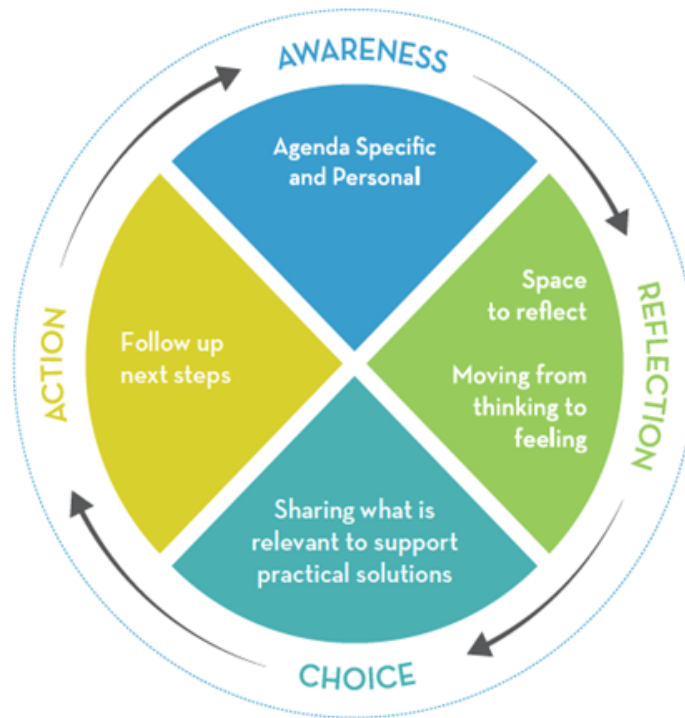 AWARENESS
Agenda Specific
and Personal
REFLECTION
Space
to reflect
Moving from
thinking to
feeling
CHOICE
Sharing what is
relevant to support
practical solutions
ACTION
Follow up
next steps